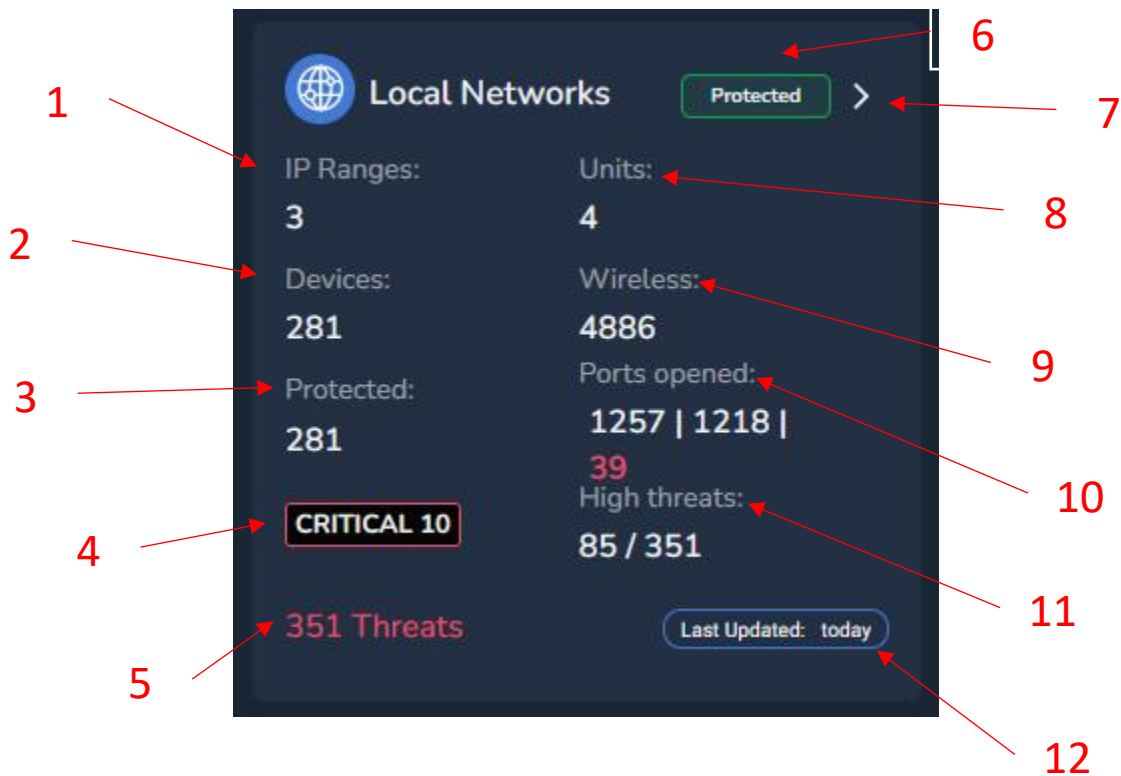 6
Local Networks
Protected
7
1
IP Ranges:
Units:
3
4
8
2
Devices:
Wireless:
281
4886
9
3
Protected:
Ports opened:
281
1257 | 1218 |
39
10
High threats:
4
CRITICAL 10
85 / 351
11
5
351 Threats
Last Updated: today
12